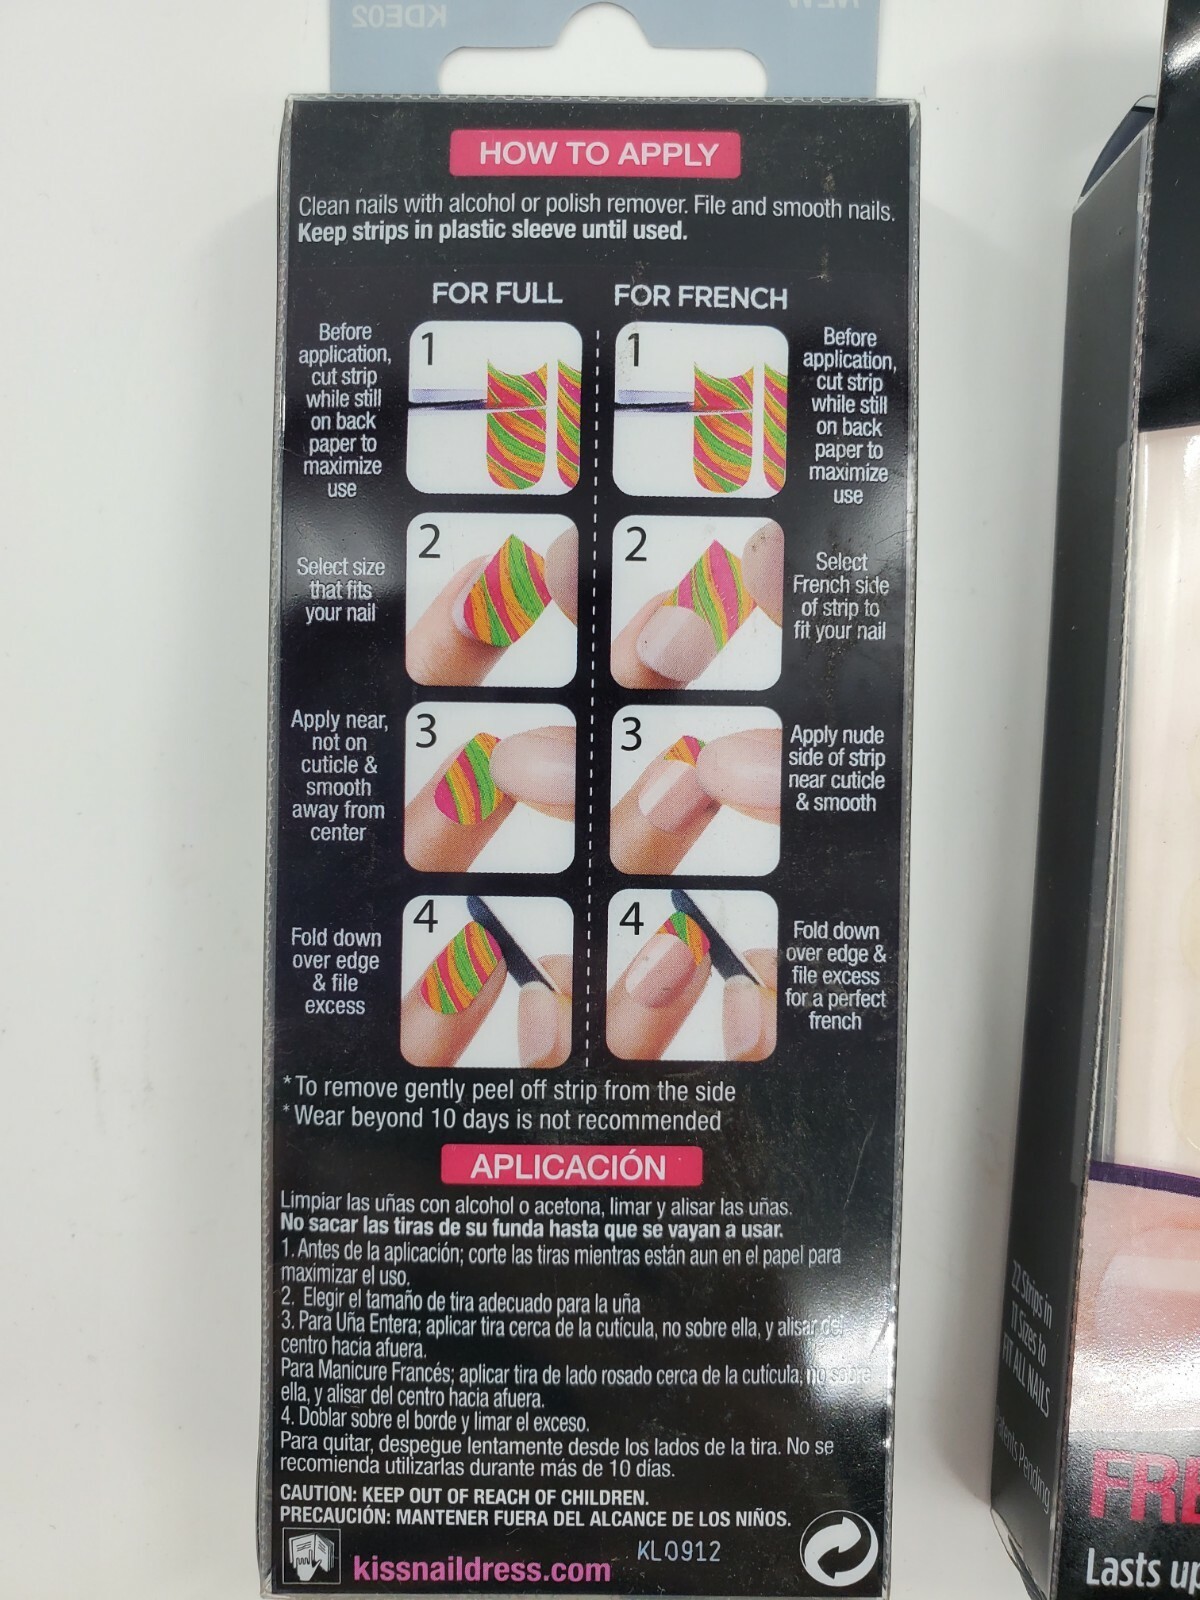 KDE02
NEW
HOW TO APPLY
Clean nails with alcohol or polish remover. File and smooth nails.
Keep strips in plastic sleeve until used.
FOR FULL
Before
application,
cut strip
while still
on back
paper to
maximize
use
1
Select size
that fits
your nail
2
Apply near,
not on
cuticle &
smooth
away from
center
3
Fold down
over edge
& file
excess
4
FOR FRENCH
1
Before
application,
cut strip
while still
on back
paper to
maximize
use
2
Select
French side
of strip to
fit your nail
3
Apply nude
side of strip
near cuticle
& smooth
4
Fold down
over edge &
file excess
for a perfect
french
*To remove gently peel off strip from the side
*Wear beyond 10 days is not recommended
APLICACIÓN
Limpiar las uñas con alcohol o acetona, limar y alisar las uñas.
No sacar las tiras de su funda hasta que se vayan a usar.
1. Antes de la aplicación; corte las tiras mientras están aun en el papel para
maximizar el uso.
2. Elegir el tamaño de tira adecuado para la uña
3. Para Uña Entera; aplicar tira cerca de la cutícula, no sobre ella, y alisar del
centro hacia afuera.
Para Manicure Francés; aplicar tira de lado rosado cerca de la cutícula, no sobre
ella, y alisar del centro hacia afuera.
4. Doblar sobre el borde y limar el exceso.
Para quitar, despegue lentamente desde los lados de la tira. No se
recomienda utilizarlas durante más de 10 días.
CAUTION: KEEP OUT OF REACH OF CHILDREN.
PRECAUCIÓN: MANTENER FUERA DEL ALCANCE DE LOS NIÑOS.
kissnaildress.com
KL0912
22 Strips in
11 Sizes to
FIT ALL NAILS
Patents Pending
FRE
Lasts up